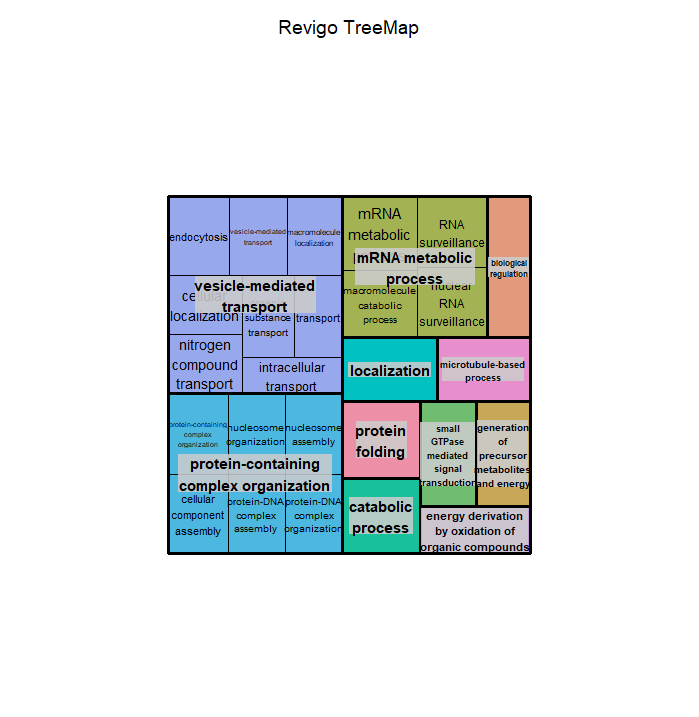 Revigo TreeMap
endocytosis
vesicle-mediated
transport
macromolecule
localization
vesicle-mediated
transport
localization
substance
transport
transport
nitrogen
compound
transport
intracellular
transport
protein-containing
complex
organization
nucleosome
organization
nucleosome
assembly
protein-containing
complex organization
cellular
component
assembly
protein-DNA
complex
assembly
protein-DNA
complex
organization
mRNA
metabolic
RNA
surveillance
mRNA metabolic
process
macromolecule
catabolic
process
nuclear
RNA
surveillance
biological
regulation
localization
microtubule-based
process
protein
folding
small
GTPase
mediated
signal
transduction
generation
of
precursor
metabolites
and energy
catabolic
process
energy derivation
by oxidation of
organic compounds